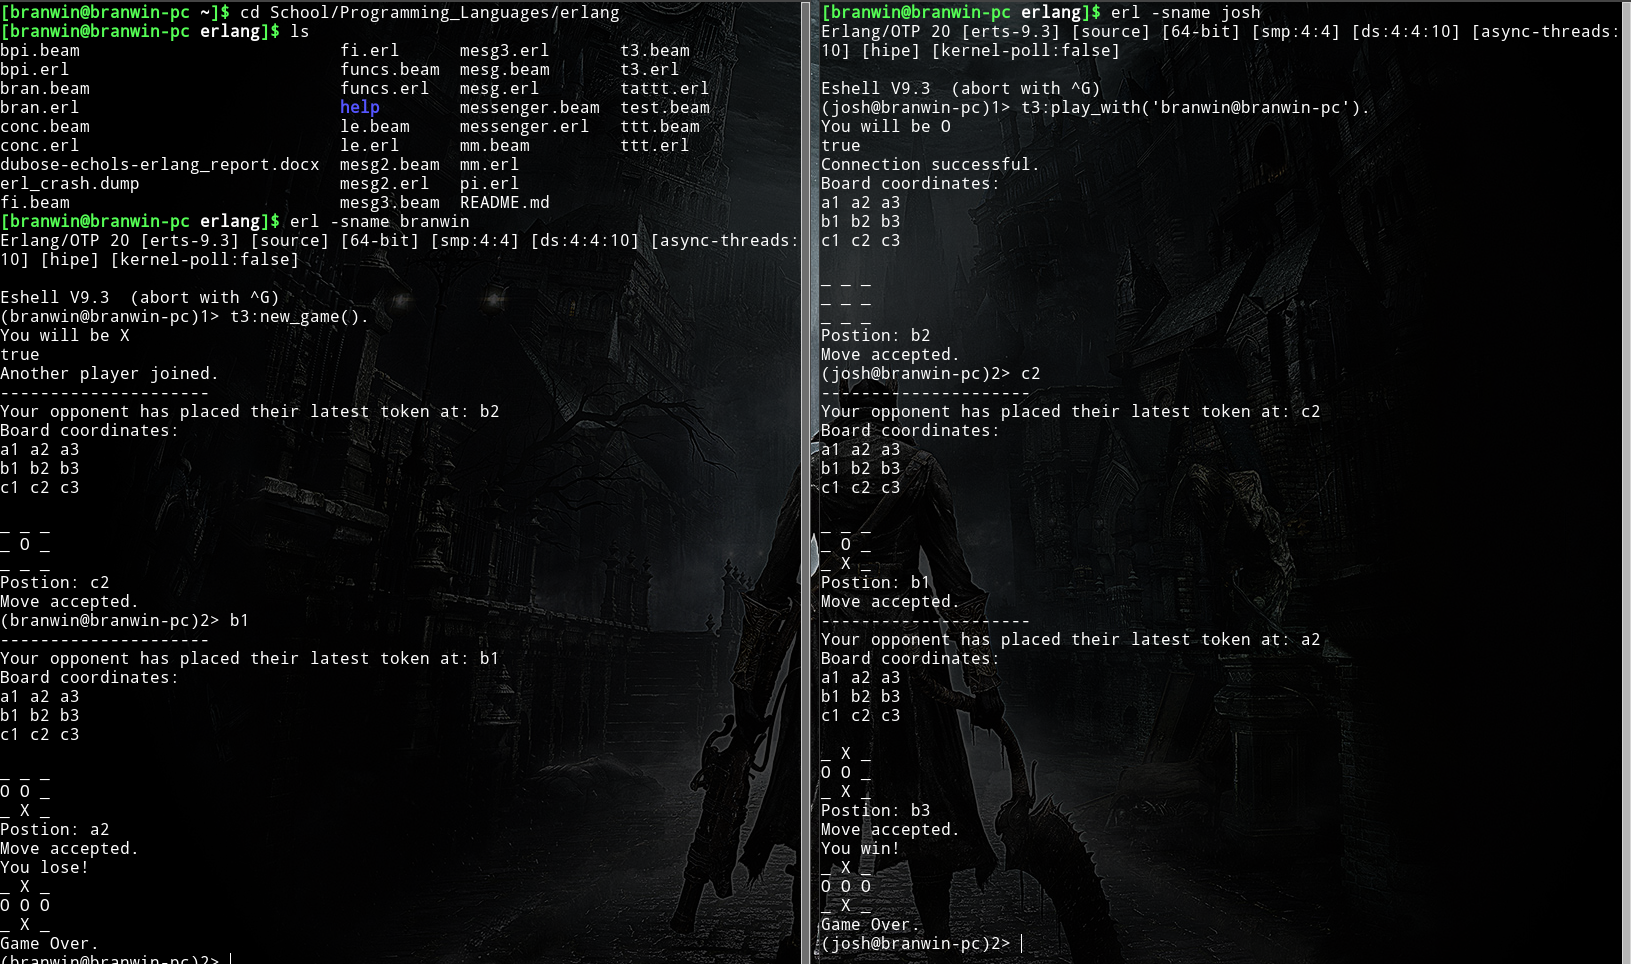 [branwin@branwin-pc ~]$ cd School/Programming_Languages/erlang
[branwin@branwin-pc erlang]$ ls
bpi.beam fi.erl mesg3.erl t3.beam
bpi.erl funcs.beam mesg.beam t3.erl
bran.beam funcs.erl mesg.erl tattt.erl
bran.erl help messenger.beam test.beam
conc.beam le.beam messenger.erl ttt.beam
conc.erl le.erl mm.beam ttt.erl
dubose-echols-erlang_report.docx mesg2.beam mm.erl
erl_crash.dump mesg2.erl pi.erl
fi.beam mesg3.beam README.md
[branwin@branwin-pc erlang]$ erl -sname branwin
Erlang/OTP 20 [erts-9.3] [source] [64-bit] [smp:4:4] [ds:4:4:10] [async-threads:
10] [hipe] [kernel-poll:false]
Eshell V9.3  (abort with ^G)
(branwin@branwin-pc)1> t3:new_game().
You will be X
true
Another player joined.
---------------------
Your opponent has placed their latest token at: b2
Board coordinates:
a1 a2 a3
b1 b2 b3
c1 c2 c3
_ _ _
_ O _
_ _ _
Postion: c2
Move accepted.
(branwin@branwin-pc)2> b1
---------------------
Your opponent has placed their latest token at: b1
Board coordinates:
a1 a2 a3
b1 b2 b3
c1 c2 c3
_ _ _
O O _
_ X _
Postion: a2
Move accepted.
You lose!
_ X _
O O O
_ X _
Game Over.
(branwin@branwin-pc)2>
[branwin@branwin-pc erlang]$ erl -sname josh
Erlang/OTP 20 [erts-9.3] [source] [64-bit] [smp:4:4] [ds:4:4:10] [async-threads:
10] [hipe] [kernel-poll:false]
Eshell V9.3  (abort with ^G)
(josh@branwin-pc)1> t3:play_with('branwin@branwin-pc').
You will be O
true
Connection successful.
Board coordinates:
a1 a2 a3
b1 b2 b3
c1 c2 c3
_ _ _
_ _ _
_ _ _
Postion: b2
Move accepted.
(josh@branwin-pc)2> c2
---------------------
Your opponent has placed their latest token at: c2
Board coordinates:
a1 a2 a3
b1 b2 b3
c1 c2 c3
_ _ _
_ O _
_ X _
Postion: b1
Move accepted.
---------------------
Your opponent has placed their latest token at: a2
Board coordinates:
a1 a2 a3
b1 b2 b3
c1 c2 c3
_ X _
O O _
_ X _
Postion: b3
Move accepted.
You win!
_ X _
O O O
_ X _
Game Over.
(josh@branwin-pc)2>